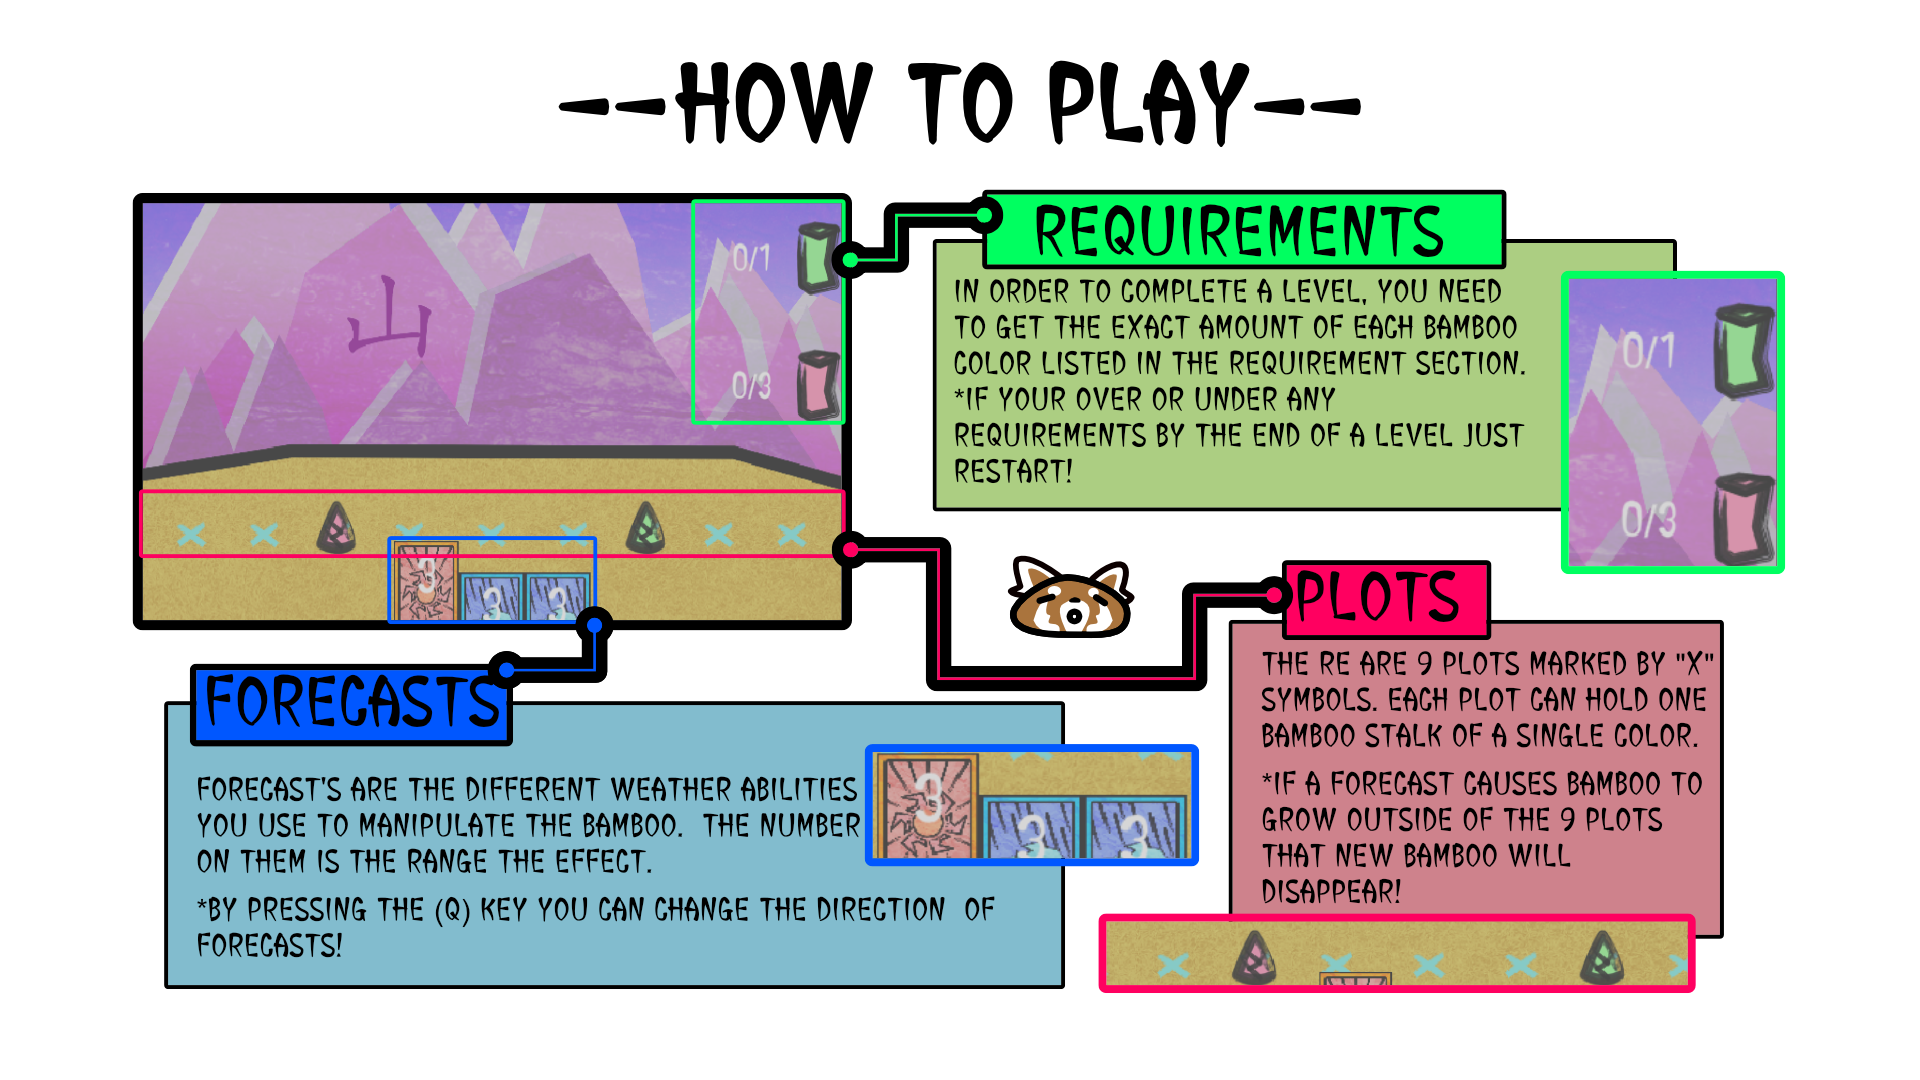 --HOW TO PLAY--
山
0/1
0/3
3
3
3
REQUIREMENTS
IN ORDER TO COMPLETE A LEVEL, YOU NEED
TO GET THE EXACT AMOUNT OF EACH BAMBOO
COLOR LISTED IN THE REQUIREMENT SECTION.
*IF YOUR OVER OR UNDER ANY
REQUIREMENTS BY THE END OF A LEVEL JUST
RESTART!
0/1
0/3
PLOTS
THE RE ARE 9 PLOTS MARKED BY "X"
SYMBOLS. EACH PLOT CAN HOLD ONE
BAMBOO STALK OF A SINGLE COLOR.
*IF A FORECAST CAUSES BAMBOO TO
GROW OUTSIDE OF THE 9 PLOTS
THAT NEW BAMBOO WILL
DISAPPEAR!
FORECASTS
FORECAST'S ARE THE DIFFERENT WEATHER ABILITIES
YOU USE TO MANIPULATE THE BAMBOO. THE NUMBER
ON THEM IS THE RANGE THE EFFECT.
*BY PRESSING THE (Q) KEY YOU CAN CHANGE THE DIRECTION OF
FORECASTS!
3
3
3